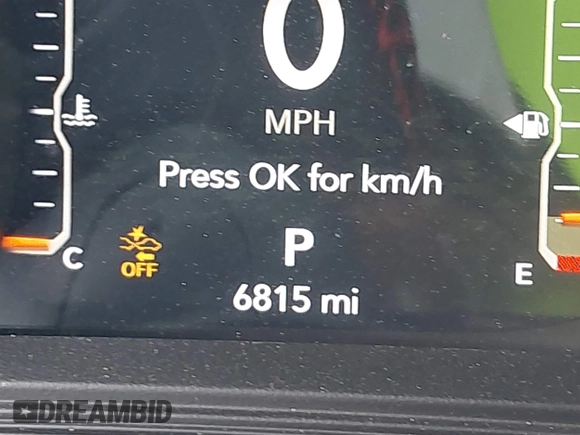 0
MPH
Press OK for km/h
C
OFF
P
E
6815 mi
DREAMBID